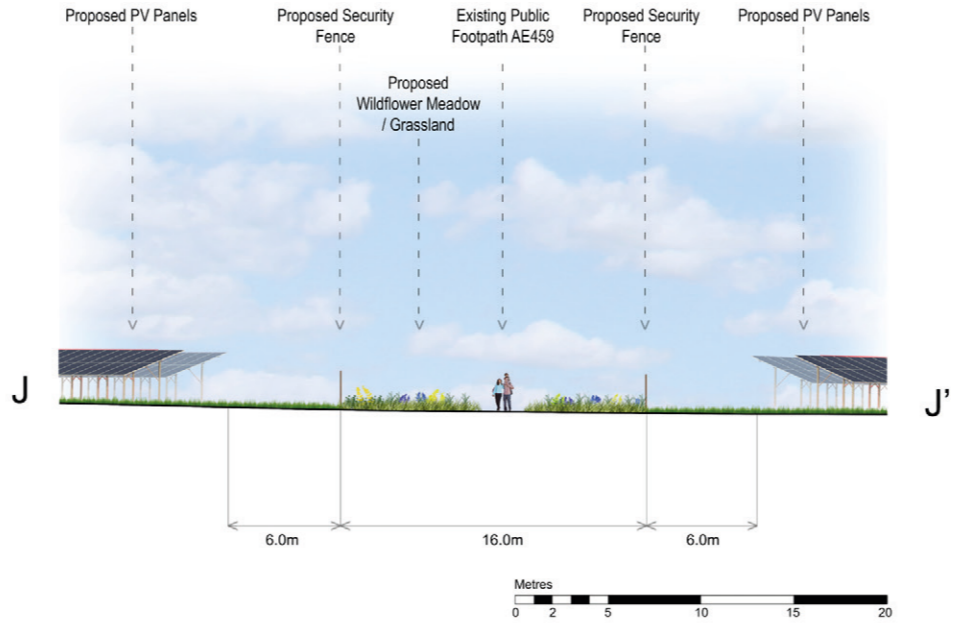 Proposed PV Panels
Proposed Security
Fence
Existing Public
Footpath AE459
Proposed Security
Fence
Proposed PV Panels
Proposed
Wildflower Meadow
/ Grassland
J
J'
6.0m
16.0m
6.0m
Metres
0 2 5 10 15 20